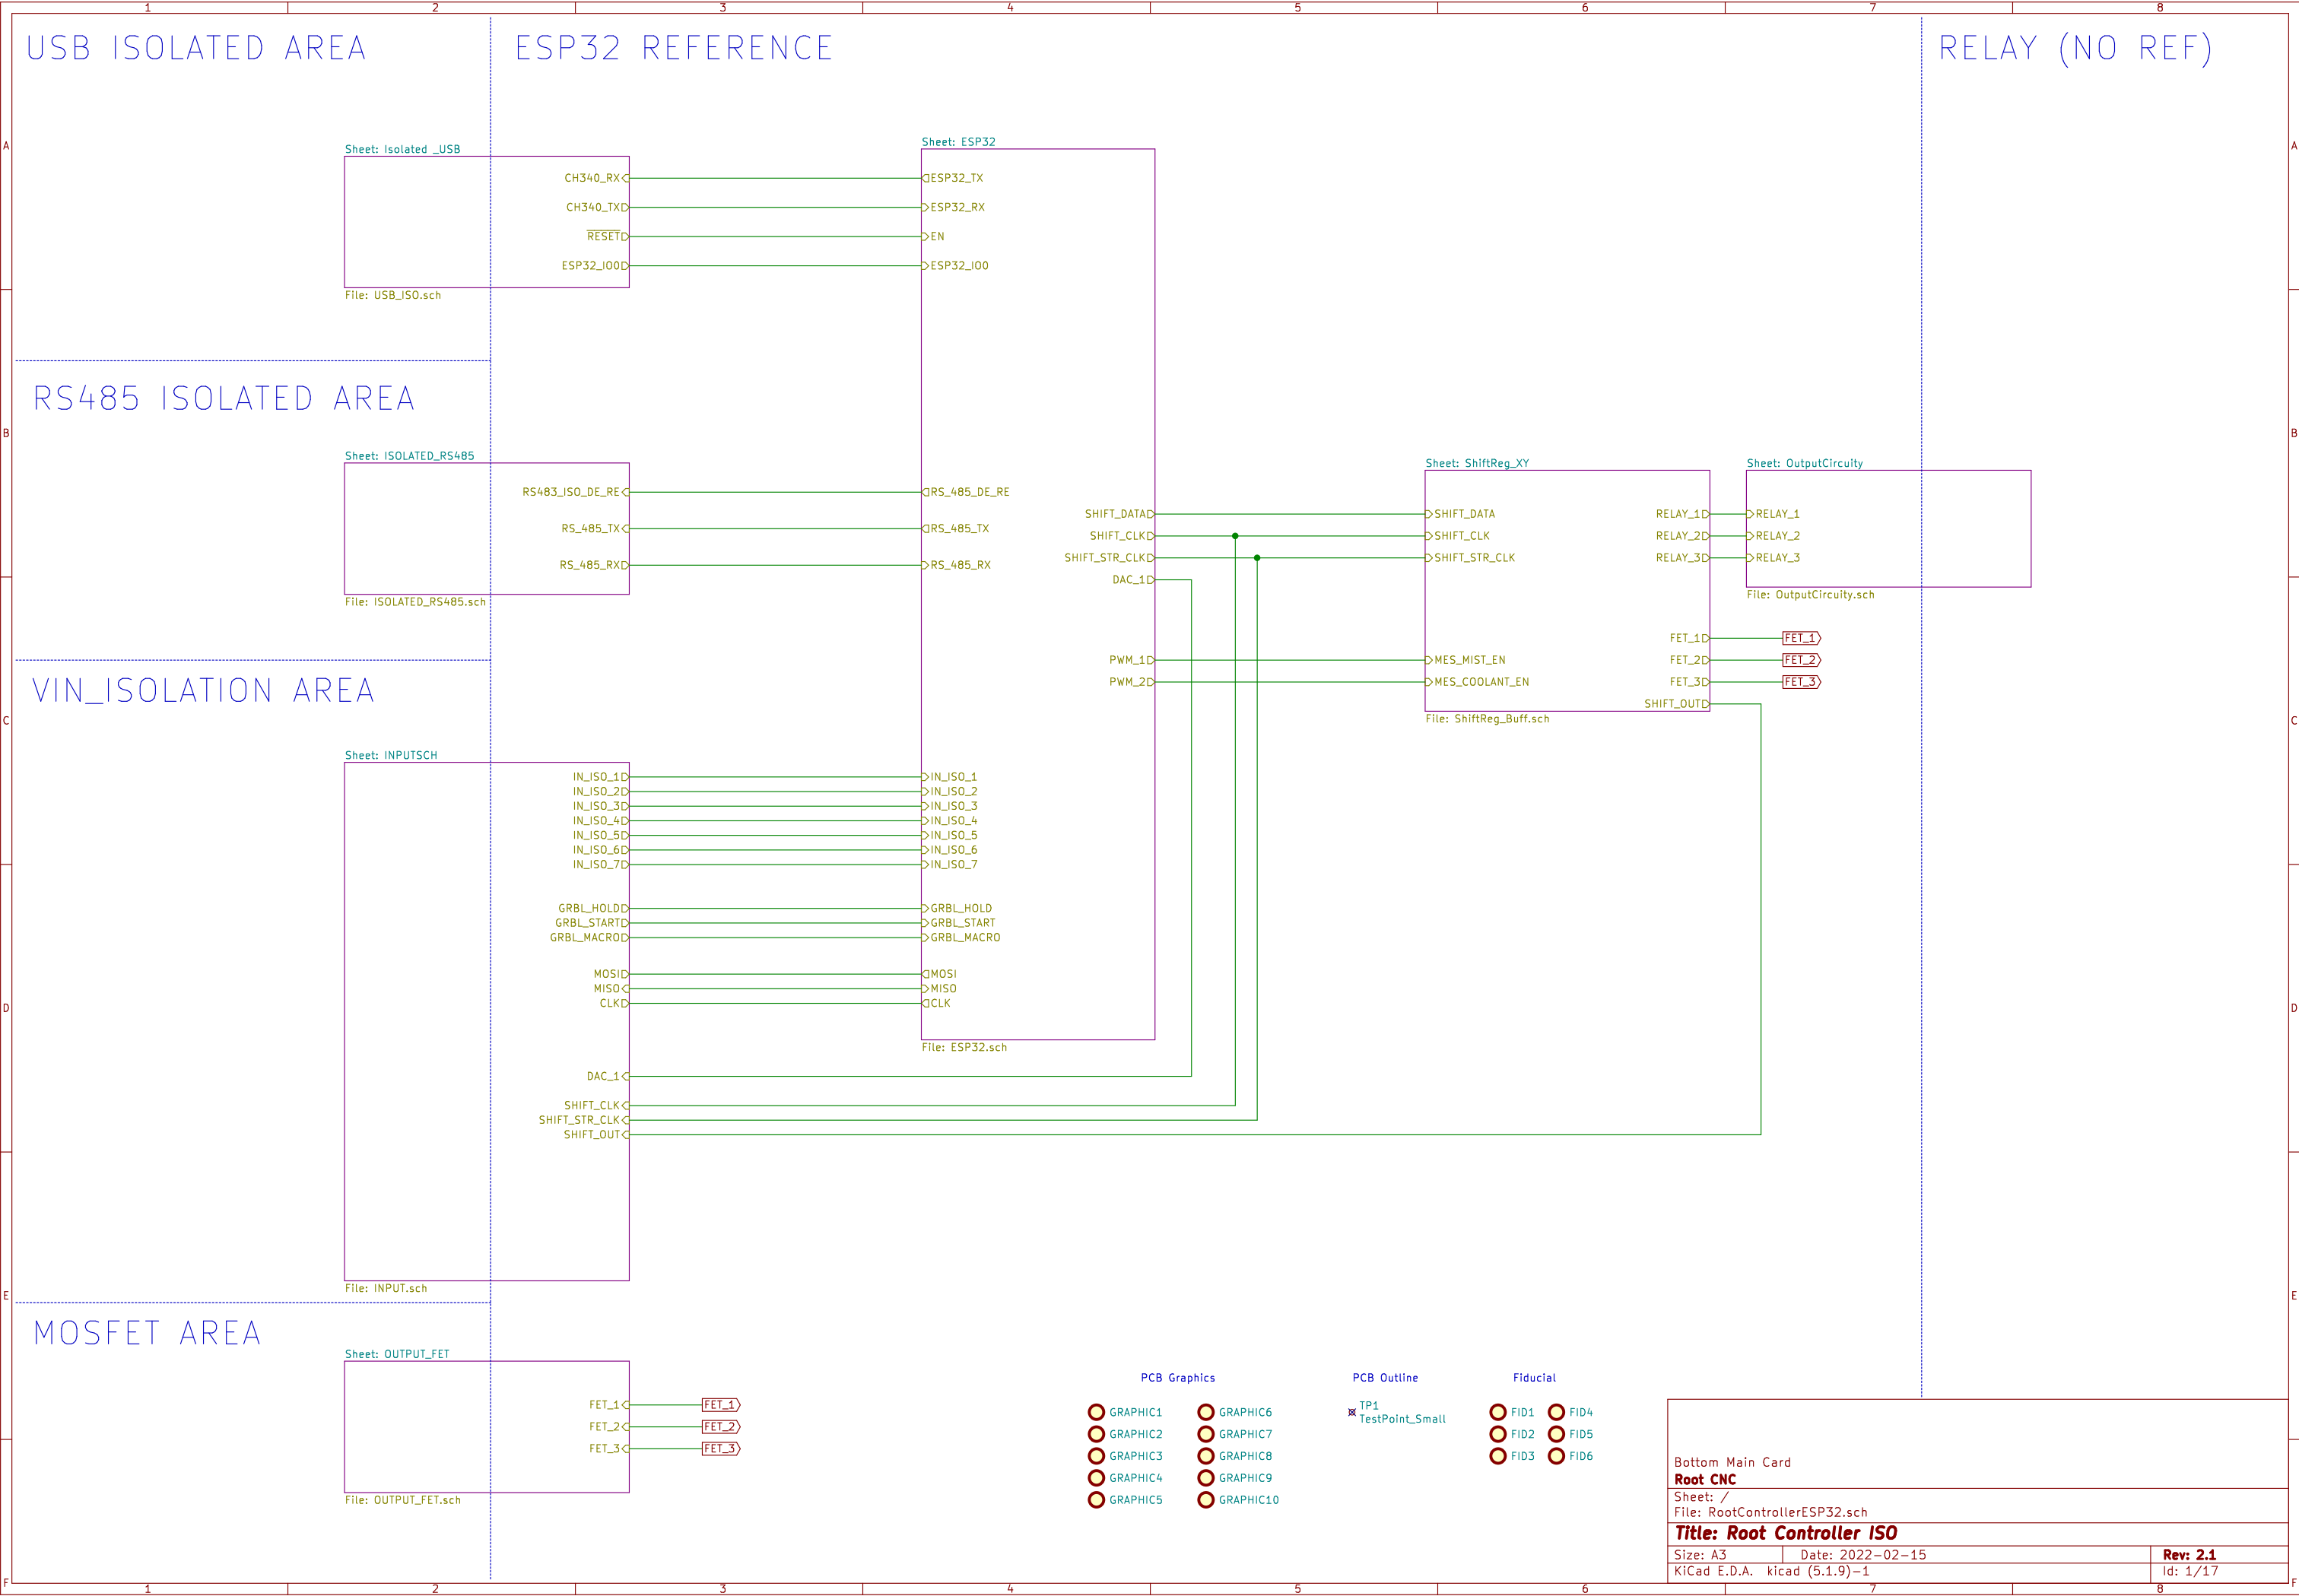 1 2 3 4 5 6 7 8
USB ISOLATED AREA
ESP32 REFERENCE
RELAY (NO REF)
A
A
Sheet: Isolated _USB
CH340_RX
CH340_TX
RESET
ESP32_IO0
File: USB_ISO.sch
Sheet: ESP32
ESP32_TX
ESP32_RX
EN
ESP32_IO0
RS485 ISOLATED AREA
B
B
Sheet: ISOLATED_RS485
RS483_ISO_DE_RE
RS_485_TX
RS_485_RX
File: ISOLATED_RS485.sch
RS_485_DE_RE
RS_485_TX
RS_485_RX
SHIFT_DATA
SHIFT_CLK
SHIFT_STR_CLK
DAC_1
PWM_1
PWM_2
Sheet: ShiftReg_XY
SHIFT_DATA
SHIFT_CLK
SHIFT_STR_CLK
MES_MIST_EN
MES_COOLANT_EN
RELAY_1
RELAY_2
RELAY_3
FET_1
FET_2
FET_3
SHIFT_OUT
File: ShiftReg_Buff.sch
Sheet: OutputCircuity
RELAY_1
RELAY_2
RELAY_3
File: OutputCircuity.sch
FET_1
FET_2
FET_3
VIN_ISOLATION AREA
C
C
Sheet: INPUTSCH
IN_ISO_1
IN_ISO_2
IN_ISO_3
IN_ISO_4
IN_ISO_5
IN_ISO_6
IN_ISO_7
GRBL_HOLD
GRBL_START
GRBL_MACRO
MOSI
MISO
CLK
DAC_1
SHIFT_CLK
SHIFT_STR_CLK
SHIFT_OUT
File: INPUT.sch
IN_ISO_1
IN_ISO_2
IN_ISO_3
IN_ISO_4
IN_ISO_5
IN_ISO_6
IN_ISO_7
GRBL_HOLD
GRBL_START
GRBL_MACRO
MOSI
MISO
CLK
File: ESP32.sch
D
D
E
E
MOSFET AREA
Sheet: OUTPUT_FET
FET_1
FET_2
FET_3
File: OUTPUT_FET.sch
FET_1
FET_2
FET_3
PCB Graphics
GRAPHIC1
GRAPHIC2
GRAPHIC3
GRAPHIC4
GRAPHIC5
GRAPHIC6
GRAPHIC7
GRAPHIC8
GRAPHIC9
GRAPHIC10
PCB Outline
TP1
TestPoint_Small
Fiducial
FID1
FID2
FID3
FID4
FID5
FID6
Bottom Main Card
Root CNC
Sheet: /
File: RootControllerESP32.sch
Title: Root Controller ISO
Size: A3 Date: 2022-02-15 Rev: 2.1
KiCad E.D.A. kicad (5.1.9)-1 Id: 1/17
F
F
1 2 3 4 5 6 7 8